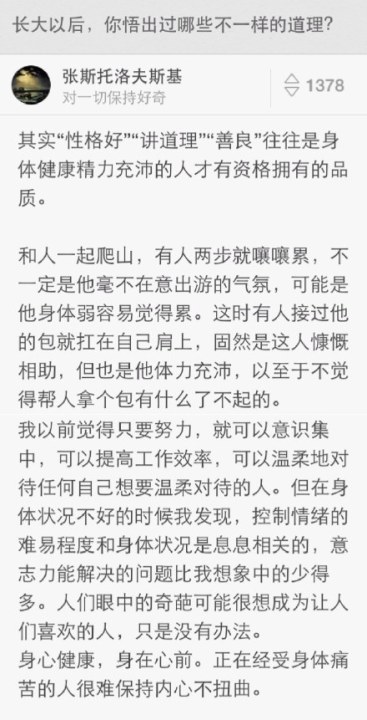 长大以后，你悟出过哪些不一样的道理？
张斯托洛夫斯基
对一切保持好奇
1378
其实“性格好”“讲道理”“善良”往往是身
体健康精力充沛的人才有资格拥有的品
质。
和人一起爬山，有人两步就嚷嚷累，不
一定是他毫不在意出游的气氛，可能是
他身体弱容易觉得累。这时有人接过他
的包就扛在自己肩上，固然是这人慷慨
相助，但也是他体力充沛，以至于不觉
得帮人拿个包有什么了不起的。
我以前觉得只要努力，就可以意识集
中，可以提高工作效率，可以温柔地对
待任何自己想要温柔对待的人。但在身
体状况不好的时候我发现，控制情绪的
难易程度和身体状况是息息相关的，意
志力能解决的问题比我想象中的少得
多。人们眼中的奇葩可能很想成为让人
们喜欢的人，只是没有办法。
身心健康，身在心前。正在经受身体痛
苦的人很难保持内心不扭曲。